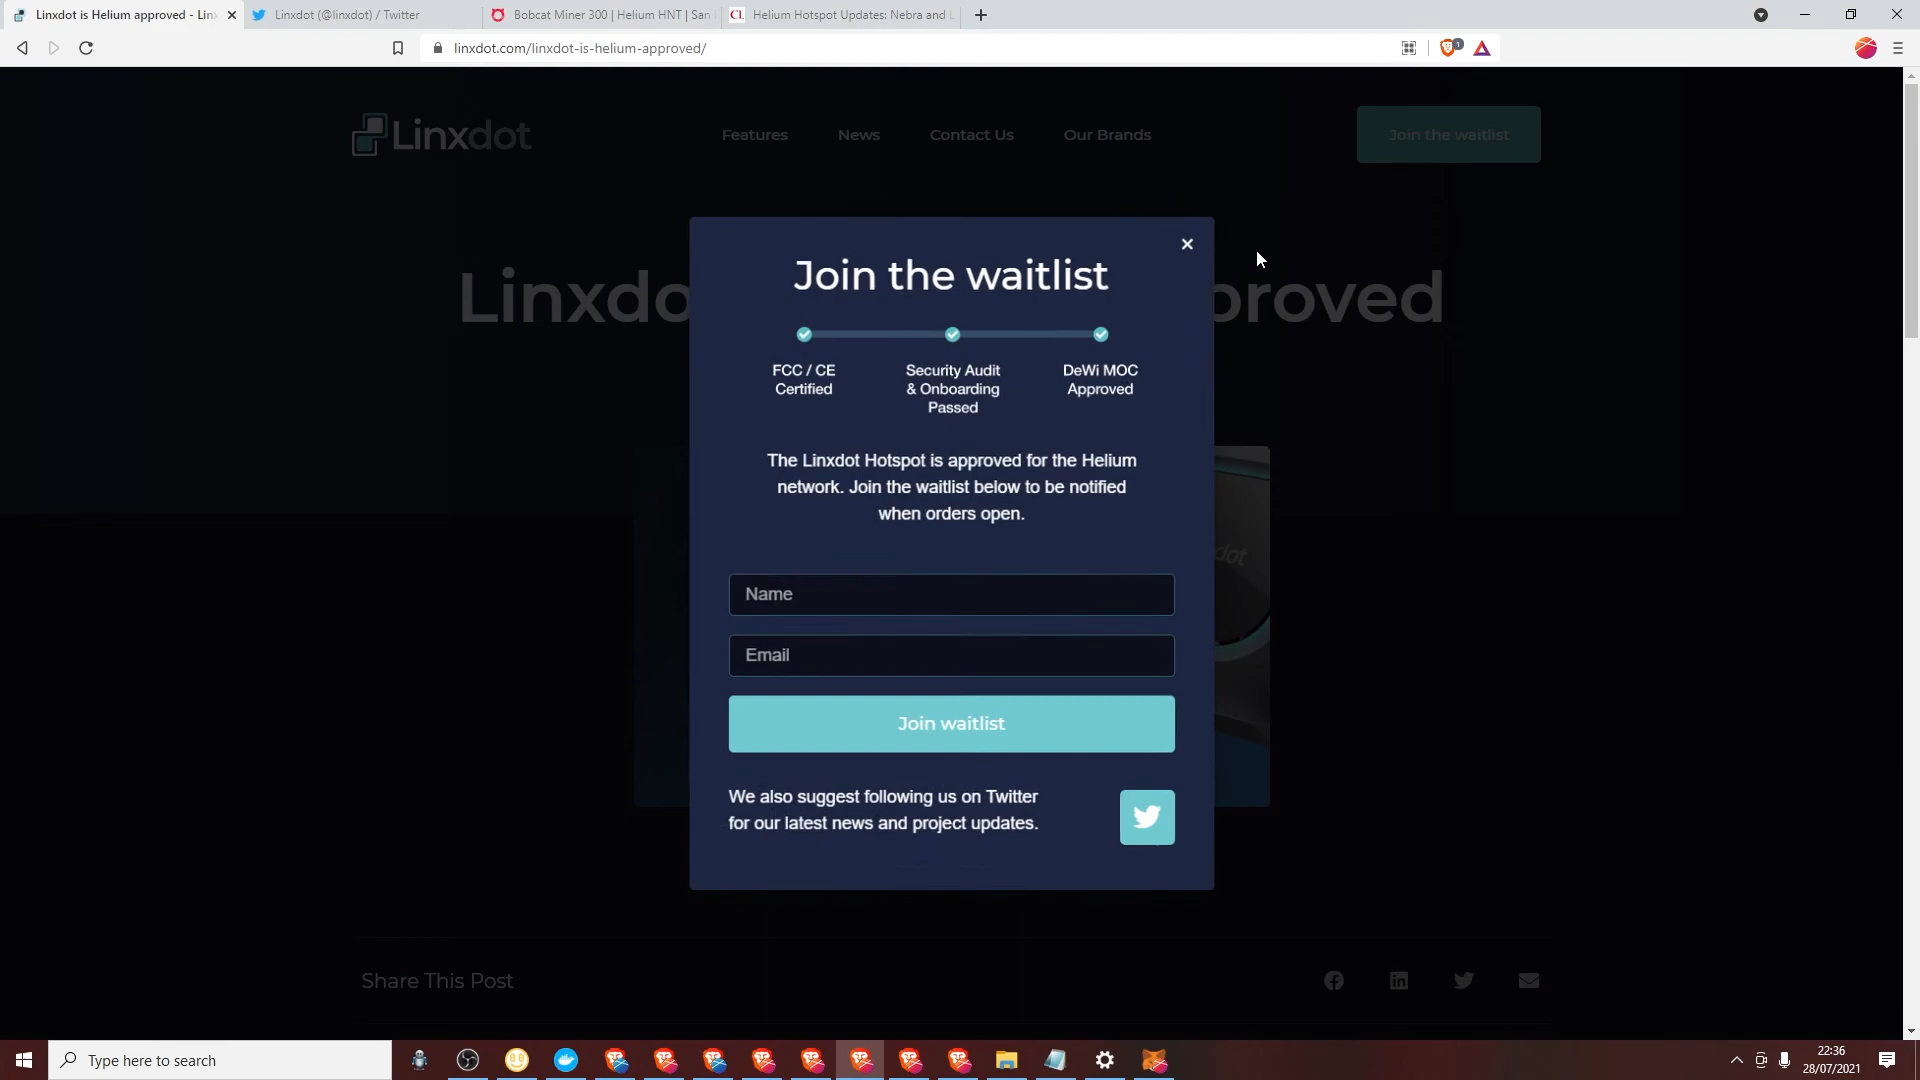 Linxdot is Helium approved - Lin
Linxdot (@linxdot) / Twitter
Bobcat Miner 300 | Helium HNT | San
CL
Helium Hotspot Updates: Nebra and
linxdot.com/linxdot-is-helium-approved/
1
Linxdot
Features
News
Contact Us
Our Brands
Join the waitlist
Linxdo
proved
×
Join the waitlist
FCC / CE
Certified
Security Audit
& Onboarding
Passed
DeWi MOC
Approved
The Linxdot Hotspot is approved for the Helium
network. Join the waitlist below to be notified
when orders open.
dot
Name
Email
Join waitlist
We also suggest following us on Twitter
for our latest news and project updates.
Share This Post
Type here to search
22:36
28/07/2021